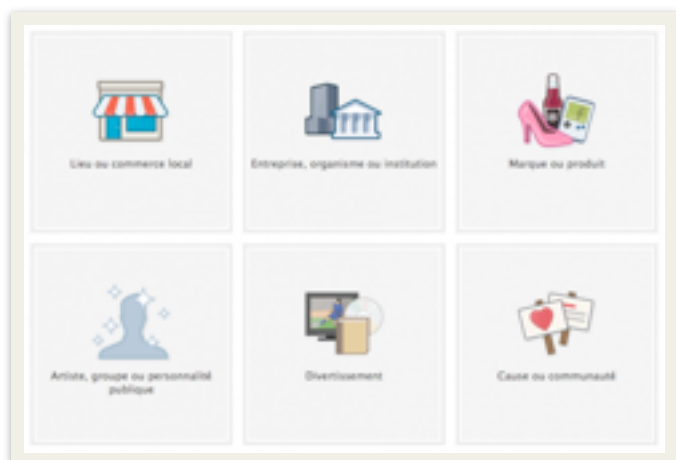 Lieu ou commerce local
Entreprise, organisme ou institution
Marque ou produit
Artiste, groupe ou personnalité
publique
Divertissement
Cause ou communauté